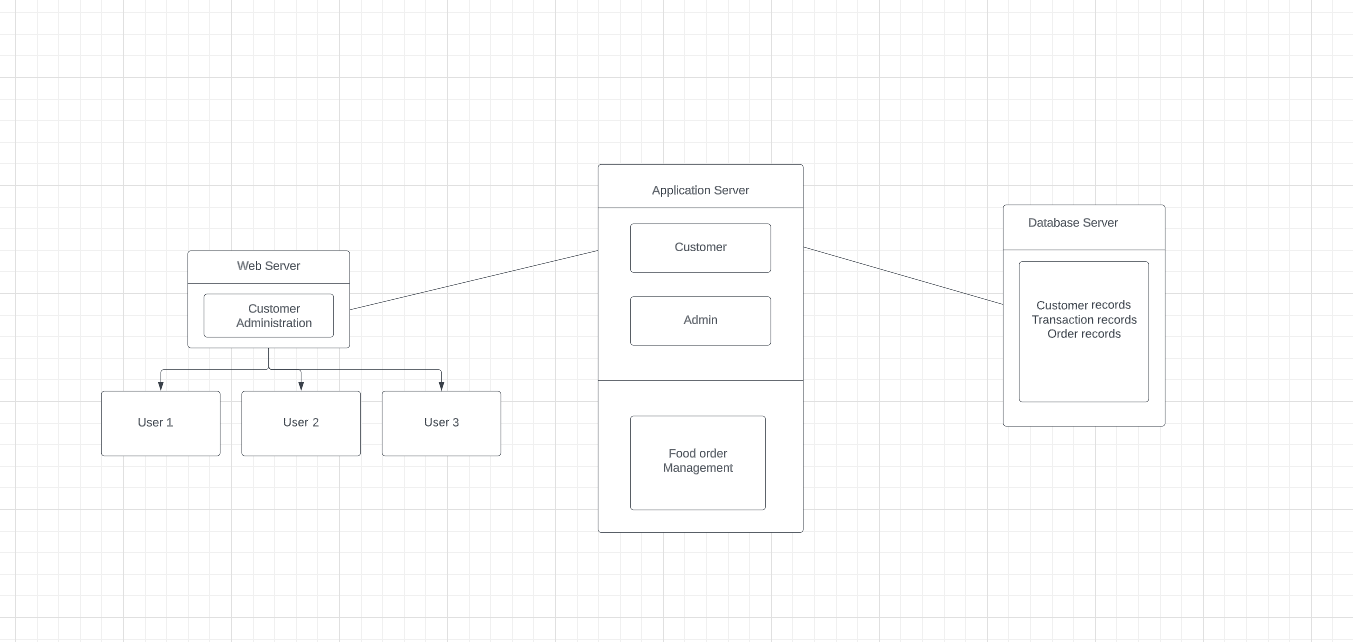 Web Server
Customer
Administration
User 1
User 2
User 3
Application Server
Customer
Admin
Food order
Management
Database Server
Customer records
Transaction records
Order records